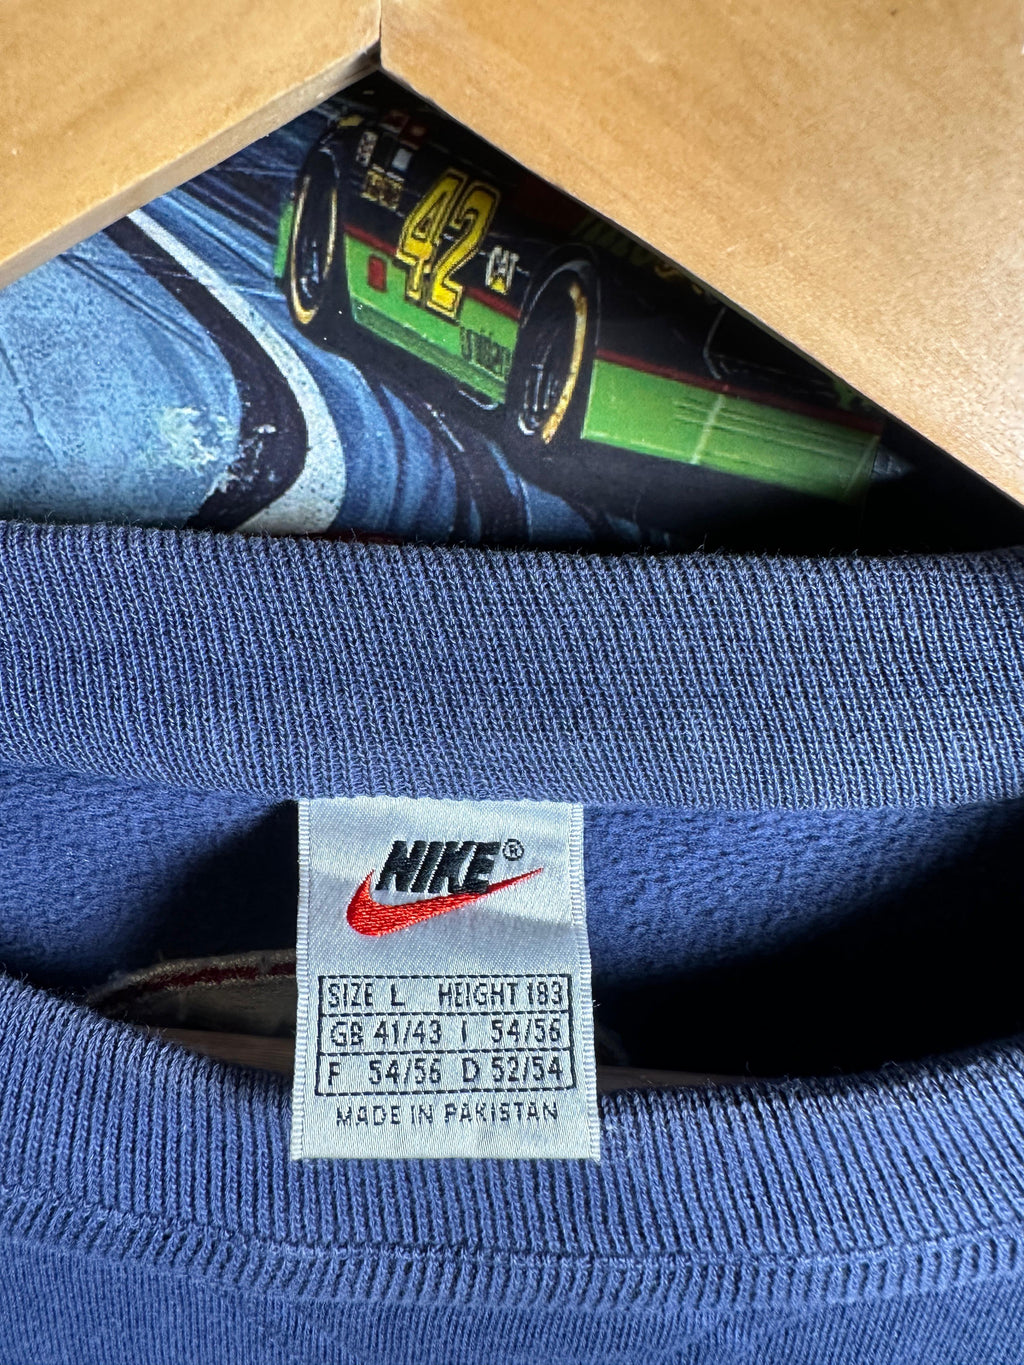 42
CAT
NIKE®
SIZE L HEIGHT 183
GB 41/43 I 54/56
F 54/56 D 52/54
MADE IN PAKISTAN